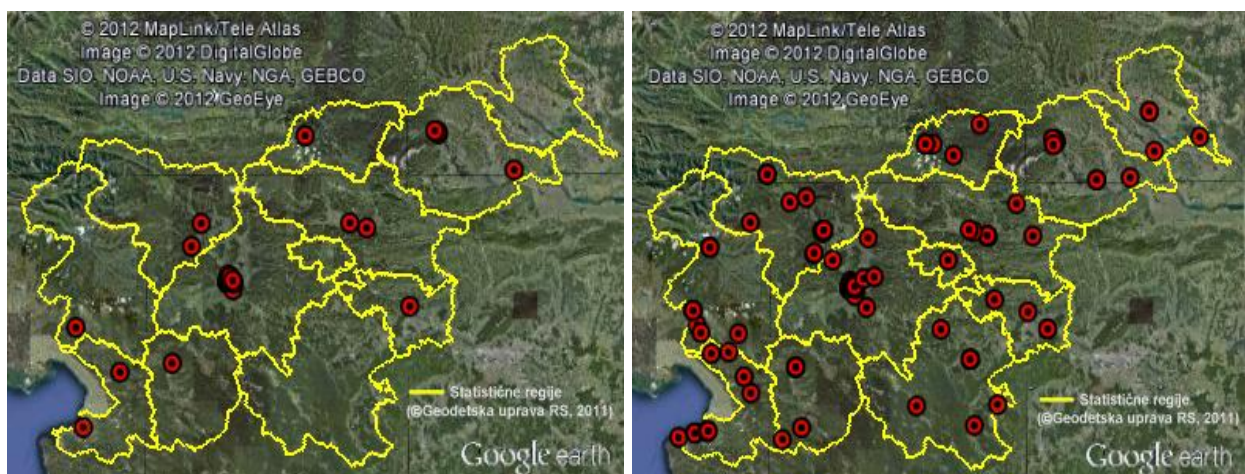 © 2012 MapLink/Tele Atlas
Image © 2012 DigitalGlobe
Data SIO, NOAA, U.S. Navy, NGA, GEBCO
Image © 2012 GeoEye
Statistične regije
(@Geodetska uprava RS, 2011)
Google earth
© 2012 MapLink/Tele Atlas
Image © 2012 DigitalGlobe
Data SIO, NOAA, U.S. Navy, NGA, GEBCO
Image © 2012 GeoEye
Statistične regije
(@Geodetska uprava RS, 2011)
Google earth